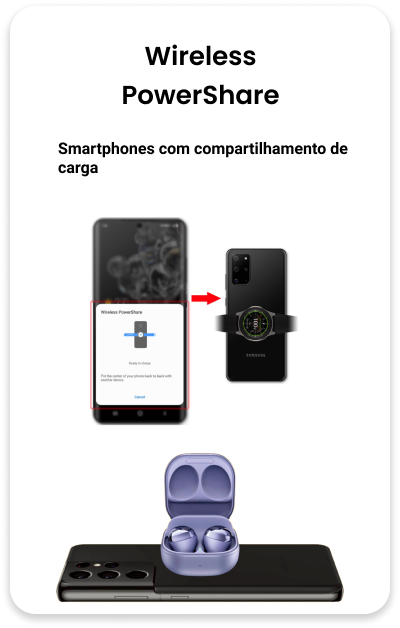 Wireless
PowerShare
Smartphones com compartilhamento de
carga
Wireless PowerShare
Ready to charge
Put the center of your phone back to back with
another device.
Cancel
SAMSUNG